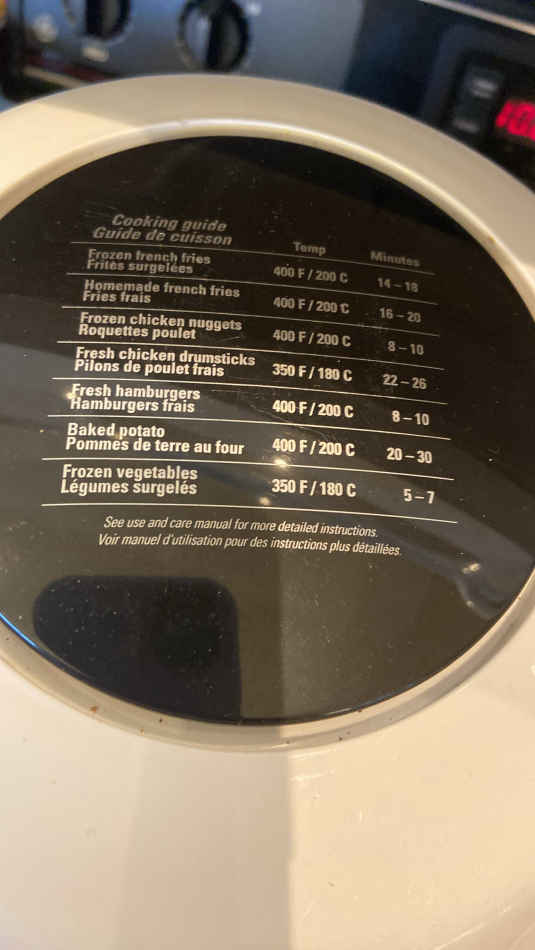 Cooking guide
Guide de cuisson
Temp Minutes
Frozen french fries
Frites surgelées
400 F / 200 C 14 – 18
Homemade french fries
Fries frais
400 F / 200 C 16 – 20
Frozen chicken nuggets
Roquettes poulet
400 F / 200 C 8 – 10
Fresh chicken drumsticks
Pilons de poulet frais
350 F / 180 C 22 – 26
Fresh hamburgers
Hamburgers frais
400 F / 200 C 8 – 10
Baked potato
Pommes de terre au four
400 F / 200 C 20 – 30
Frozen vegetables
Légumes surgelés
350 F / 180 C 5 – 7
See use and care manual for more detailed instructions.
Voir manuel d'utilisation pour des instructions plus détaillées.